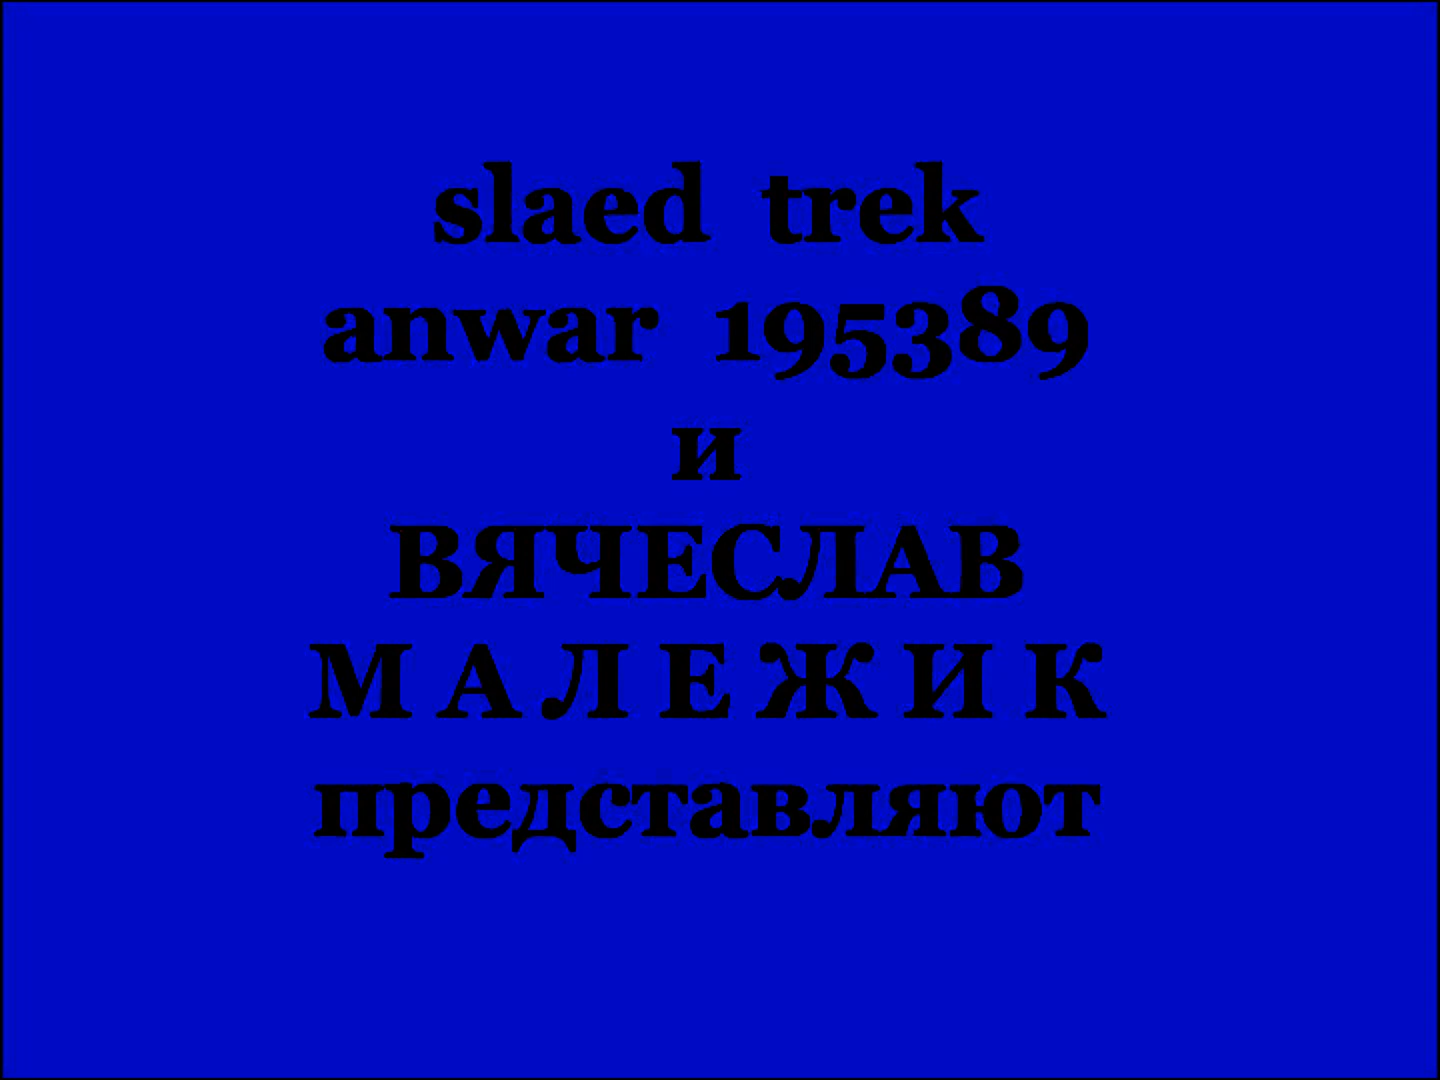 slaed trek
anwar 195389
и
ВЯЧЕСЛАВ
М А Л Е Ж И К
представляют